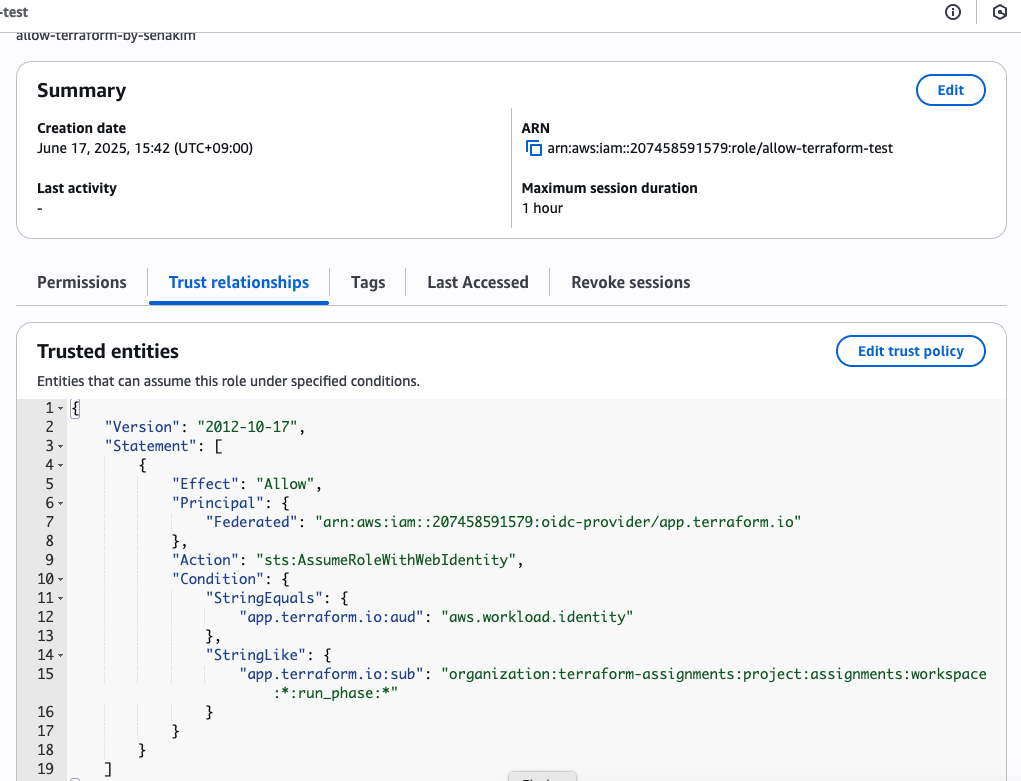 -test
allow-terraform-by-senakim
Summary
Edit
Creation date
June 17, 2025, 15:42 (UTC+09:00)
ARN
arn:aws:iam::207458591579:role/allow-terraform-test
Last activity
-
Maximum session duration
1 hour
Permissions
Trust relationships
Tags
Last Accessed
Revoke sessions
Trusted entities
Edit trust policy
Entities that can assume this role under specified conditions.
1 {
2 "Version": "2012-10-17",
3 "Statement": [
4 {
5 "Effect": "Allow",
6 "Principal": {
7 "Federated": "arn:aws:iam::207458591579:oidc-provider/app.terraform.io"
8 },
9 "Action": "sts:AssumeRoleWithWebIdentity",
10 "Condition": {
11 "StringEquals": {
12 "app.terraform.io:aud": "aws.workload.identity"
13 },
14 "StringLike": {
15 "app.terraform.io:sub": "organization:terraform-assignments:project:assignments:workspace
:*:run_phase:*"
16 }
17 }
18 }
19 ]